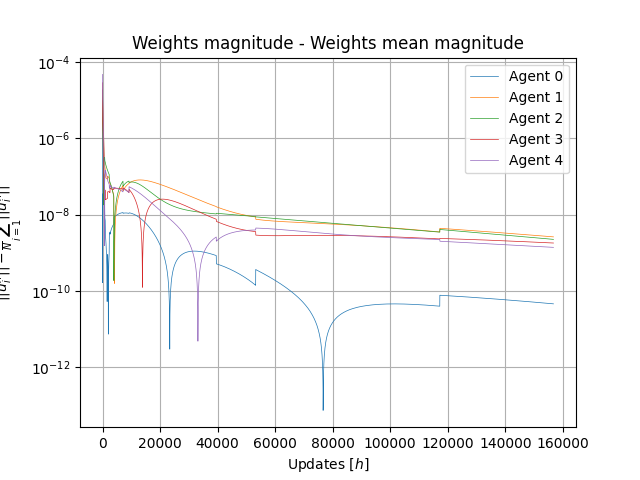 Weights magnitude - Weights mean magnitude
10⁻⁴
10⁻⁶
10⁻⁸
10⁻¹⁰
10⁻¹²
Agent 0
Agent 1
Agent 2
Agent 3
Agent 4
0
20000
40000
60000
80000
100000
120000
140000
160000
Updates [h]